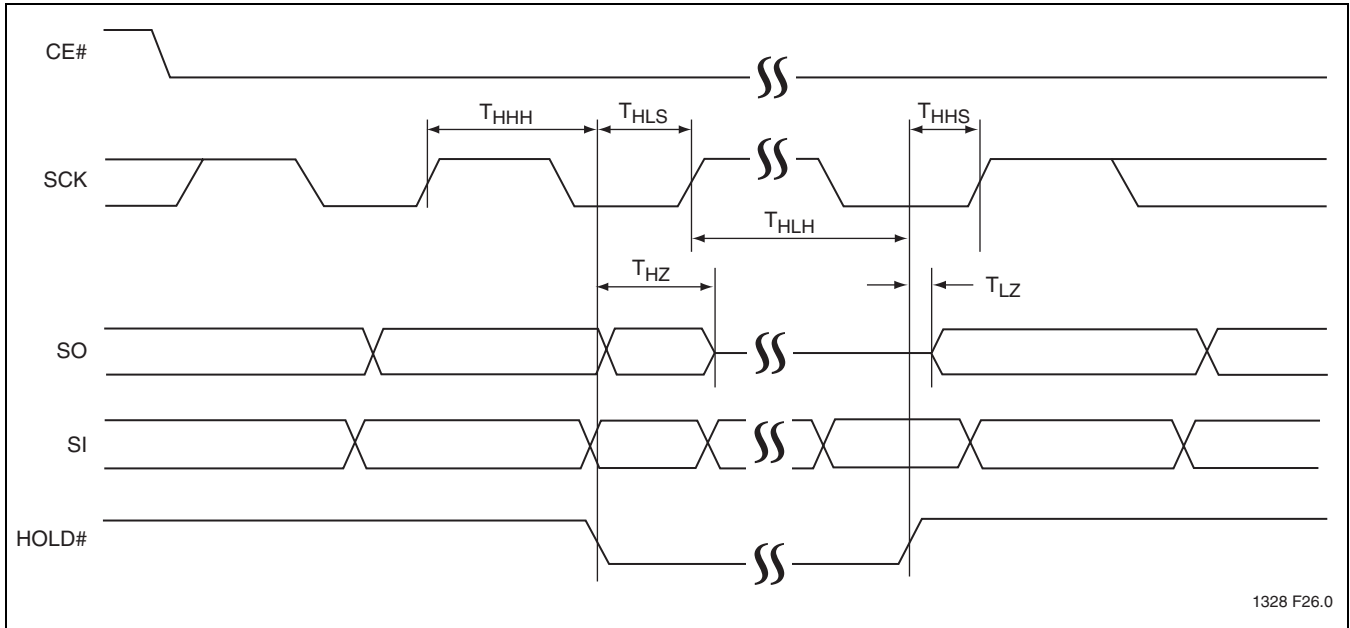 CE#
THHH
THLS
THHS
SCK
THLH
THZ
TLZ
SO
SI
HOLD#
1328 F26.0